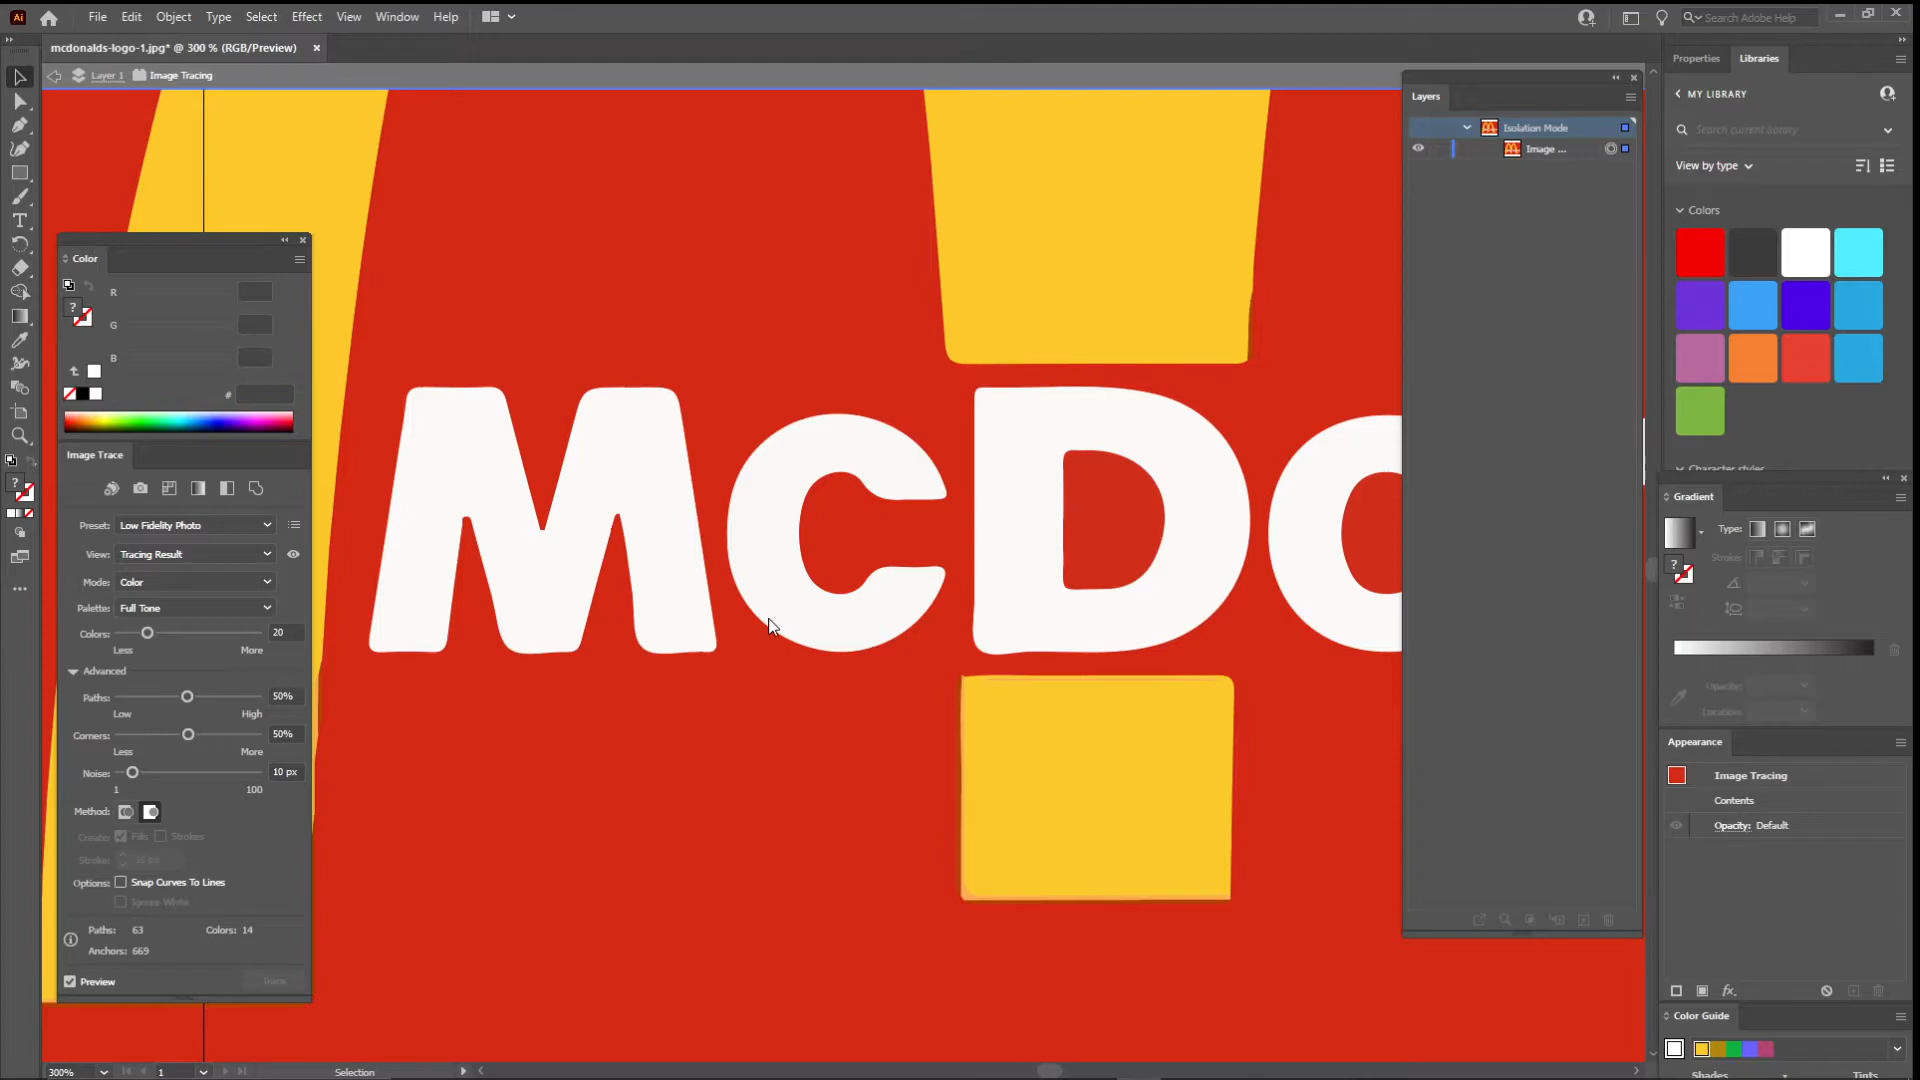 Ai File Edit Object Type Select Effect View Window Help Search Adobe Help
mcdonalds-logo-1.jpg* @ 300 % (RGB/Preview)
Layer 1 Image Tracing
McDo
Color
R
G
B
#
Image Trace
Preset: Low Fidelity Photo
View: Tracing Result
Mode: Color
Palette: Full Tone
Colors: 20
Less More
Advanced
Paths: 50%
Low High
Corners: 50%
Less More
Noise: 10 px
1 100
Method:
Create: Fills Strokes
Stroke: 10 px
Options: Snap Curves To Lines
Ignore White
Paths: 63 Colors: 14
Anchors: 669
Preview Trace
Layers
Isolation Mode
Image ...
Properties Libraries
MY LIBRARY
Search current library
View by type
Colors
Character styles
Gradient
Type:
Stroke:
Opacity:
Location:
Appearance
Image Tracing
Contents
Opacity: Default
fx
Color Guide
Shades Tints
300% 1 Selection